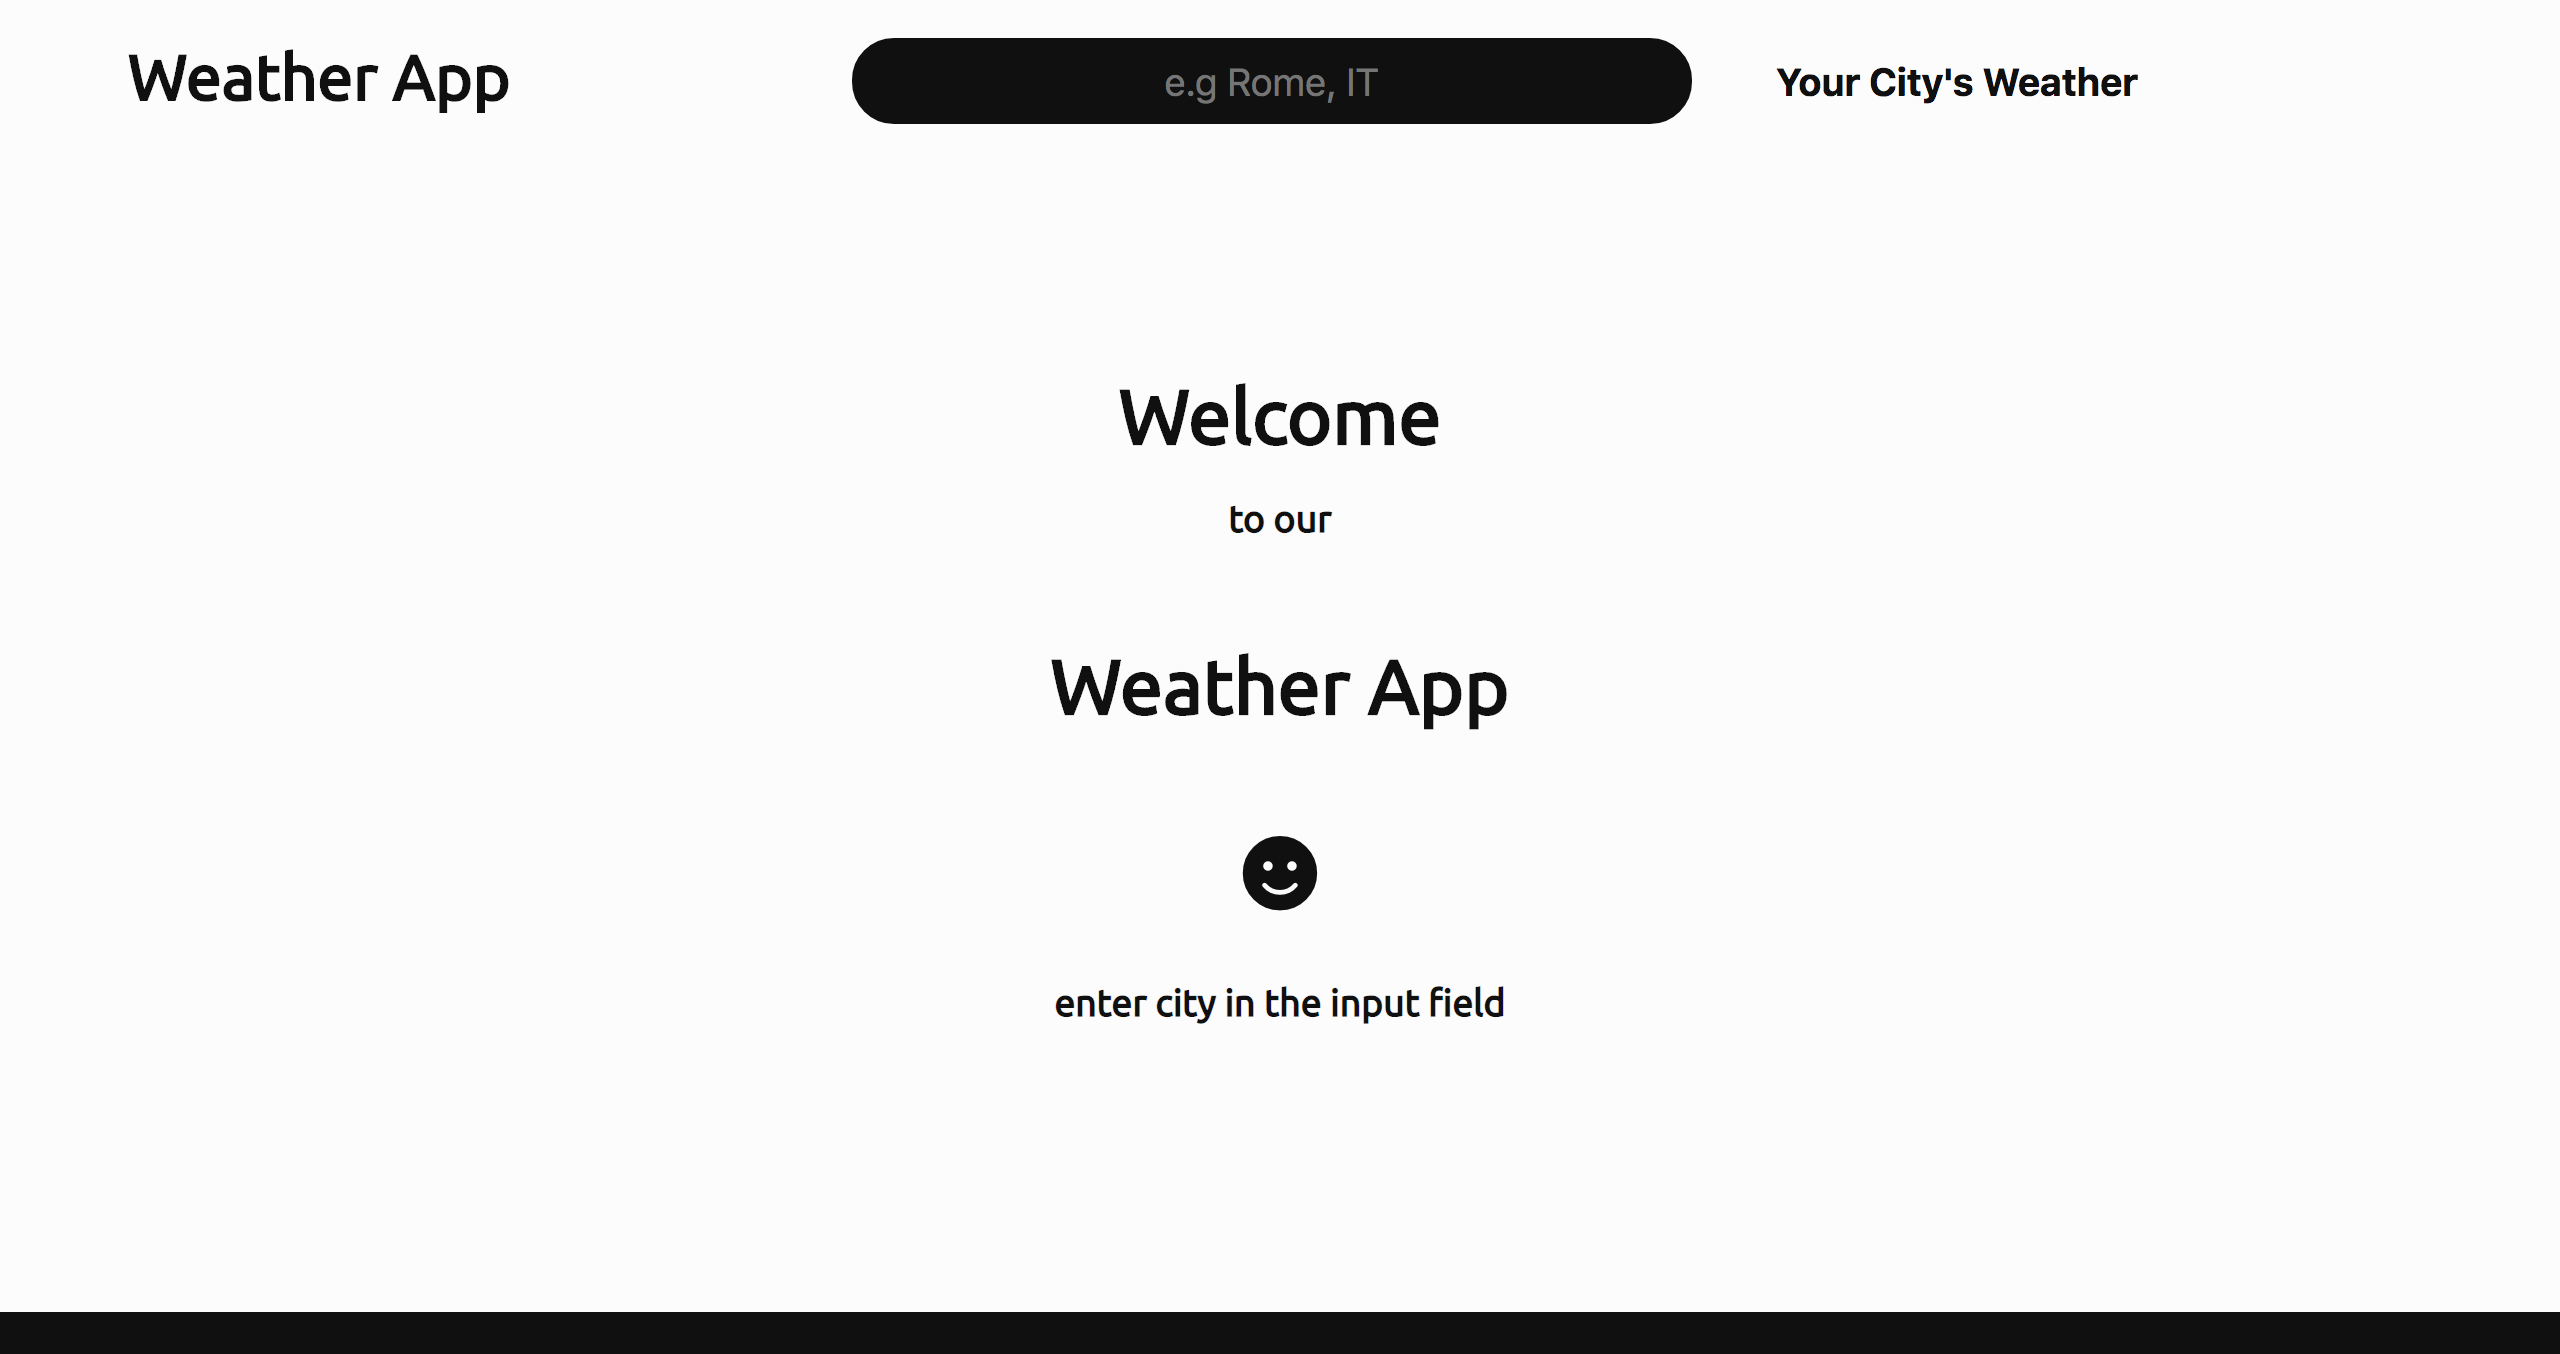 Weather App
e.g Rome, IT
Your City's Weather
Welcome
to our
Weather App
enter city in the input field